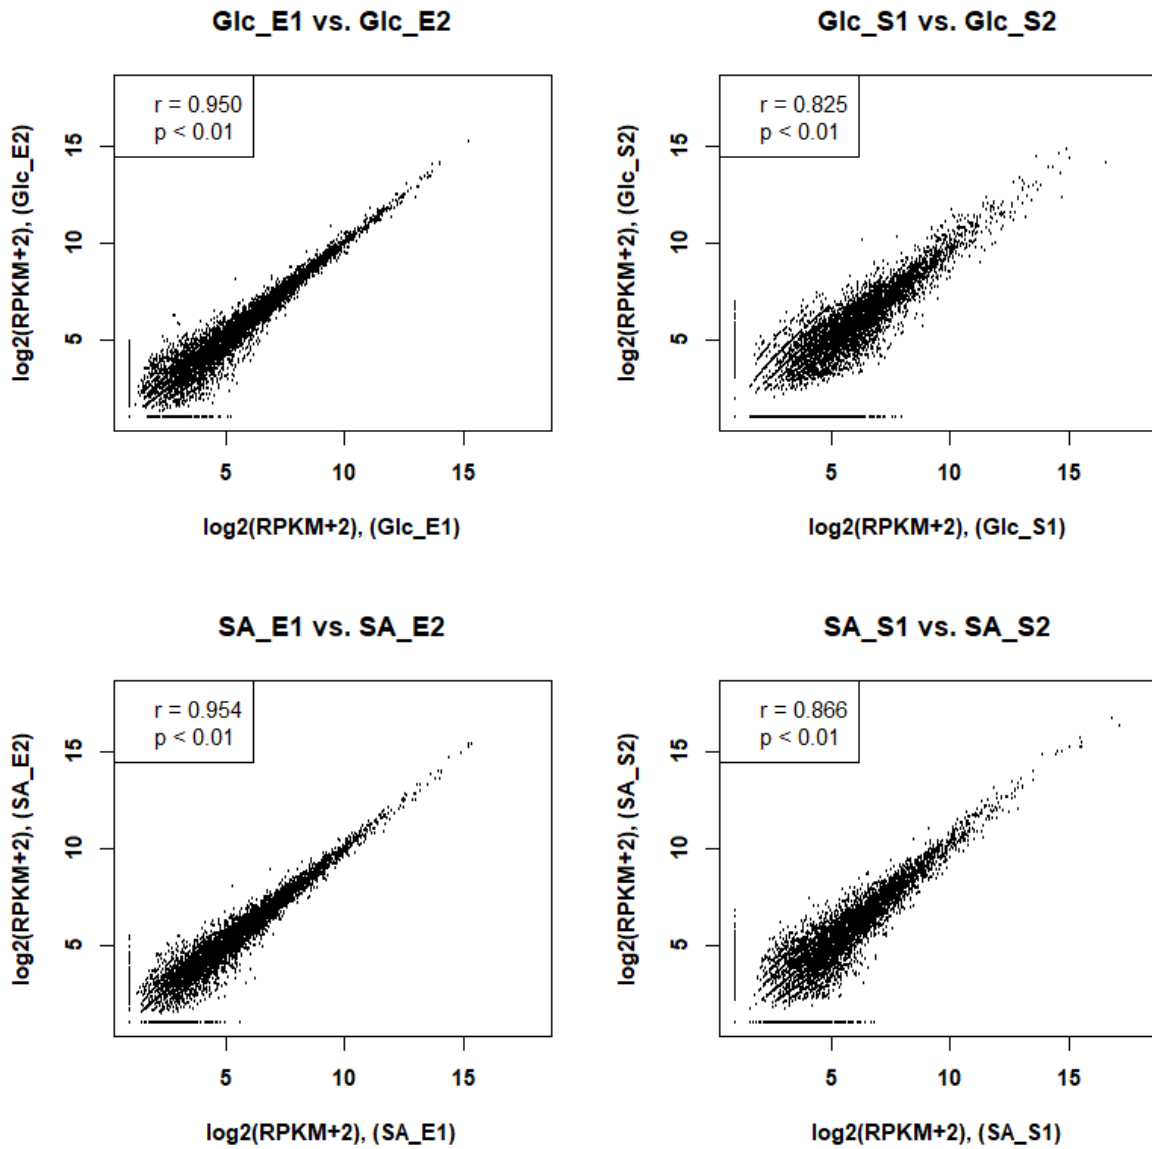 Glc_E1 vs. Glc_E2
r = 0.950
p < 0.01
log2(RPKM+2), (Glc_E2)
15
10
5
5 10 15
log2(RPKM+2), (Glc_E1)
Glc_S1 vs. Glc_S2
r = 0.825
p < 0.01
log2(RPKM+2), (Glc_S2)
15
10
5
5 10 15
log2(RPKM+2), (Glc_S1)
SA_E1 vs. SA_E2
r = 0.954
p < 0.01
log2(RPKM+2), (SA_E2)
15
10
5
5 10 15
log2(RPKM+2), (SA_E1)
SA_S1 vs. SA_S2
r = 0.866
p < 0.01
log2(RPKM+2), (SA_S2)
15
10
5
5 10 15
log2(RPKM+2), (SA_S1)